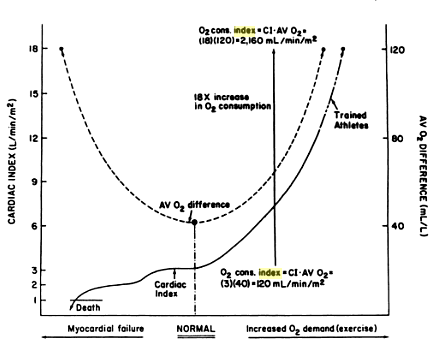 O2 cons. index = CI·AV O2=
(18)(120)=2,160 mL/min/m²
18X increase
in O2 consumption
Trained
Athletes
AV O2 difference
Cardiac
Index
O2 cons. index = CI·AV O2=
(3)(40)=120 mL/min/m²
Death
CARDIAC INDEX (L/min/m²)
18
15
12
9
6
3
2
1
AV O2 DIFFERENCE (mL/L)
120
80
40
Myocardial failure
NORMAL
Increased O2 demand (exercise)